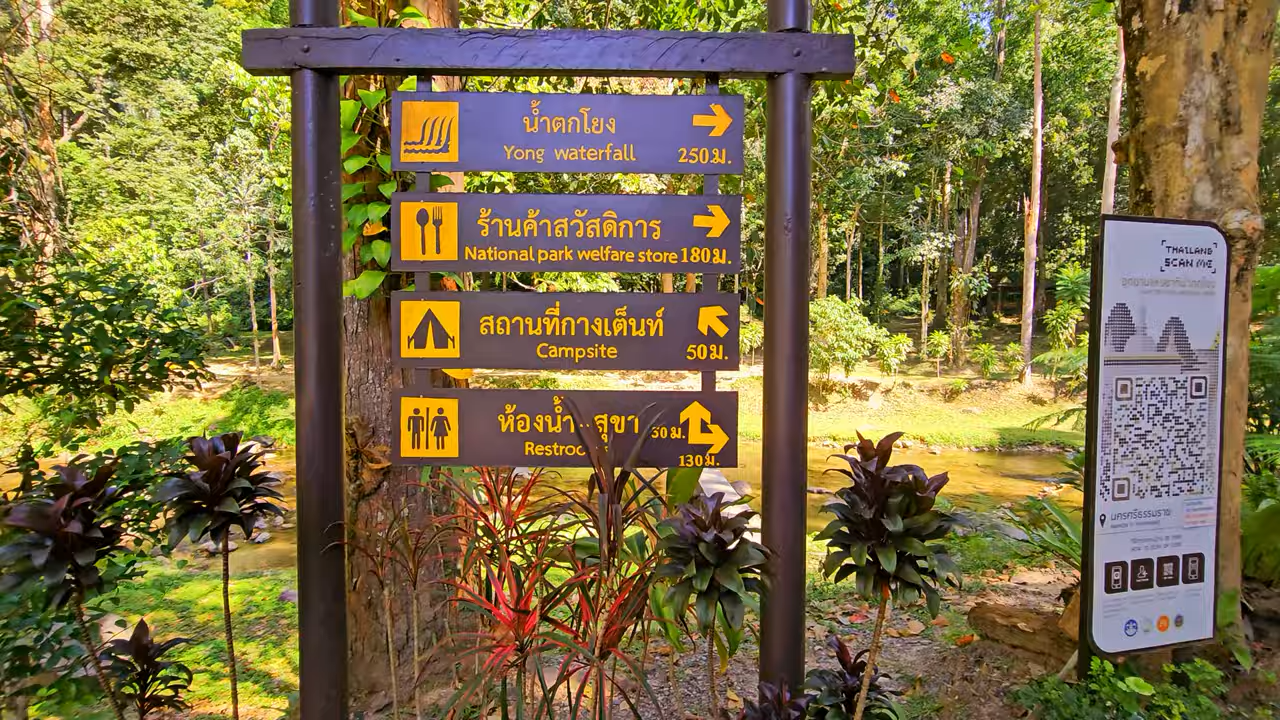 น้ำตกโยง
Yong waterfall 250ม.
ร้านค้าสวัสดิการ
National park welfare store 180ม.
สถานที่กางเต็นท์
Campsite 50ม.
ห้องน้ำ..สุขา 30ม.
130ม.
THAILAND
SCAN ME
นครศรีธรรมราช